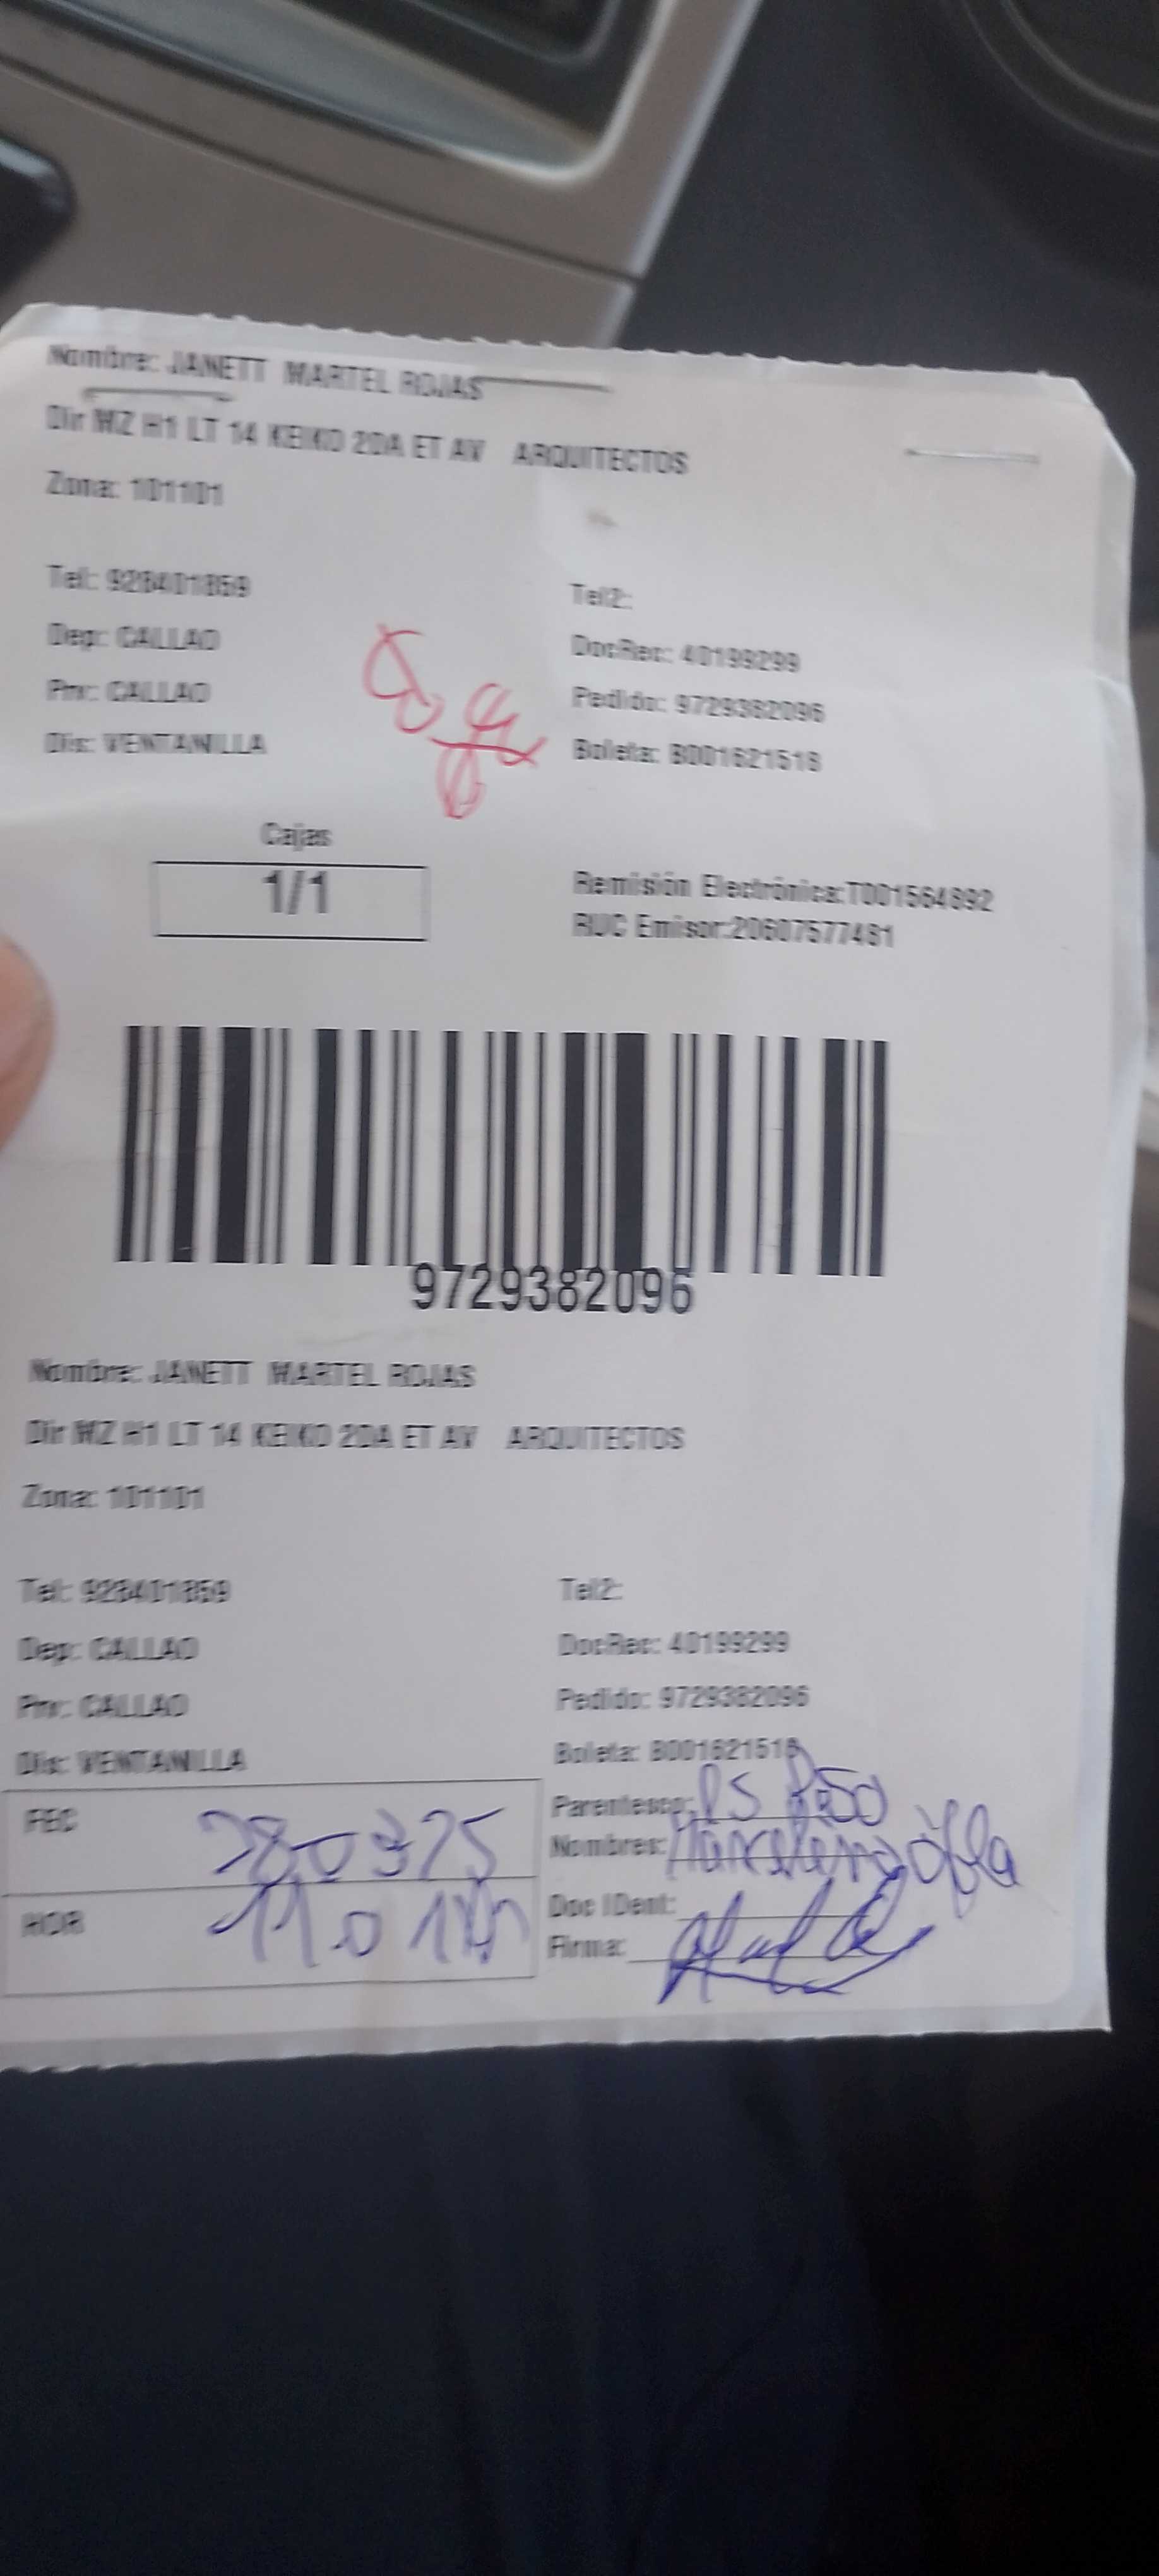 Nombre: JANETT MARTEL ROJAS
Dir MZ H1 LT 14 KEIKO 2DA ET AV ARQUITECTOS
Zona: 101101
Tel: 928401859 Tel2:
Dep: CALLAO DocRec: 40199299
Prv: CALLAO Pedido: 9729382096
Dis: VENTANILLA Boleta: B001621518
Cajas
1/1
Remisión Electrónica:T001564892
RUC Emisor:20607577481
9729382096
Nombre: JANETT MARTEL ROJAS
Dir MZ H1 LT 14 KEIKO 2DA ET AV ARQUITECTOS
Zona: 101101
Tel: 928401859 Tel2:
Dep: CALLAO DocRec: 40199299
Prv: CALLAO Pedido: 9729382096
Dis: VENTANILLA Boleta: B001621518
FEC 280325 Parentesco:
Nombres:
HOR Doc IDent:
Firma: